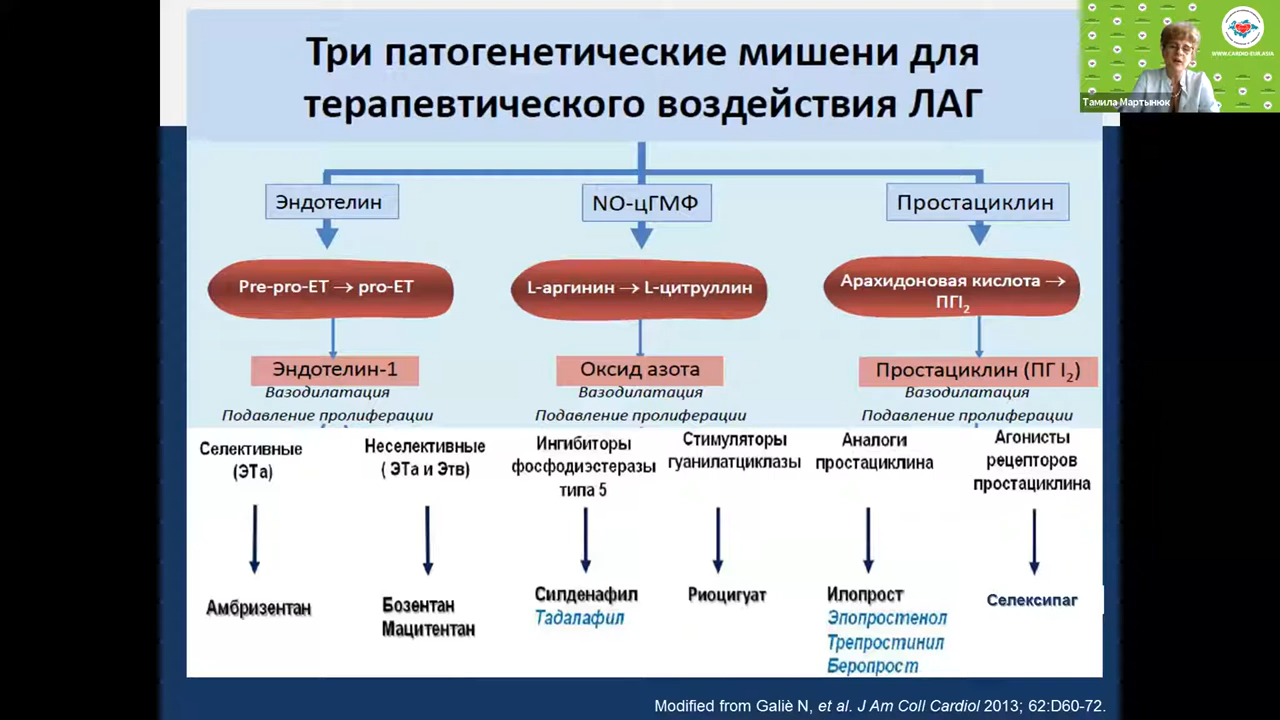 Три патогенетические мишени для
терапевтического воздействия ЛАГ
WWW.CARDIO-EUR.ASIA
Тамила Мартынюк
Эндотелин
NO-цГМФ
Простациклин
Pre-pro-ET → pro-ET
L-аргинин → L-цитруллин
Арахидоновая кислота →
ПГI2
Эндотелин-1
Вазодилатация
Подавление пролиферации
Оксид азота
Вазодилатация
Подавление пролиферации
Простациклин (ПГ I2)
Вазодилатация
Подавление пролиферации
Селективные
(ЭТа)
Неселективные
( ЭТа и Этв)
Ингибиторы
фосфодиэстеразы
типа 5
Стимуляторы
гуанилатциклазы
Аналоги
простациклина
Агонисты
рецепторов
простациклина
Амбризентан
Бозентан
Мацитентан
Силденафил
Тадалафил
Риоцигуат
Илопрост
Эпопростенол
Трепростинил
Беропрост
Селексипаг
Modified from Galiè N, et al. J Am Coll Cardiol 2013; 62:D60-72.